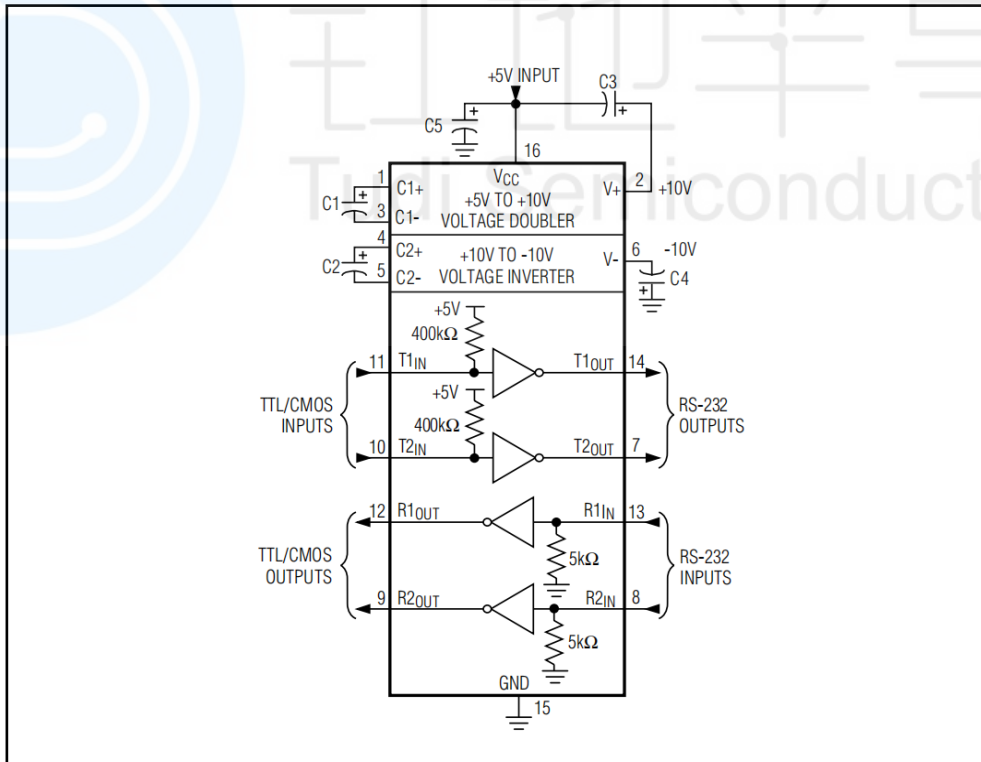 +5V INPUT
C3
+
+
C5
16
VCC
1
C1+
+
C1
3
C1-
+5V TO +10V
VOLTAGE DOUBLER
V+
2
+10V
4
C2+
+
C2
5
C2-
+10V TO -10V
VOLTAGE INVERTER
V-
6
-10V
C4
+
+5V
400kΩ
11
T1IN
T1OUT
14
+5V
400kΩ
TTL/CMOS
INPUTS
RS-232
OUTPUTS
10
T2IN
T2OUT
7
12
R1OUT
R1IN
13
5kΩ
TTL/CMOS
OUTPUTS
RS-232
INPUTS
9
R2OUT
R2IN
8
5kΩ
GND
15
Tudi Semiconduct